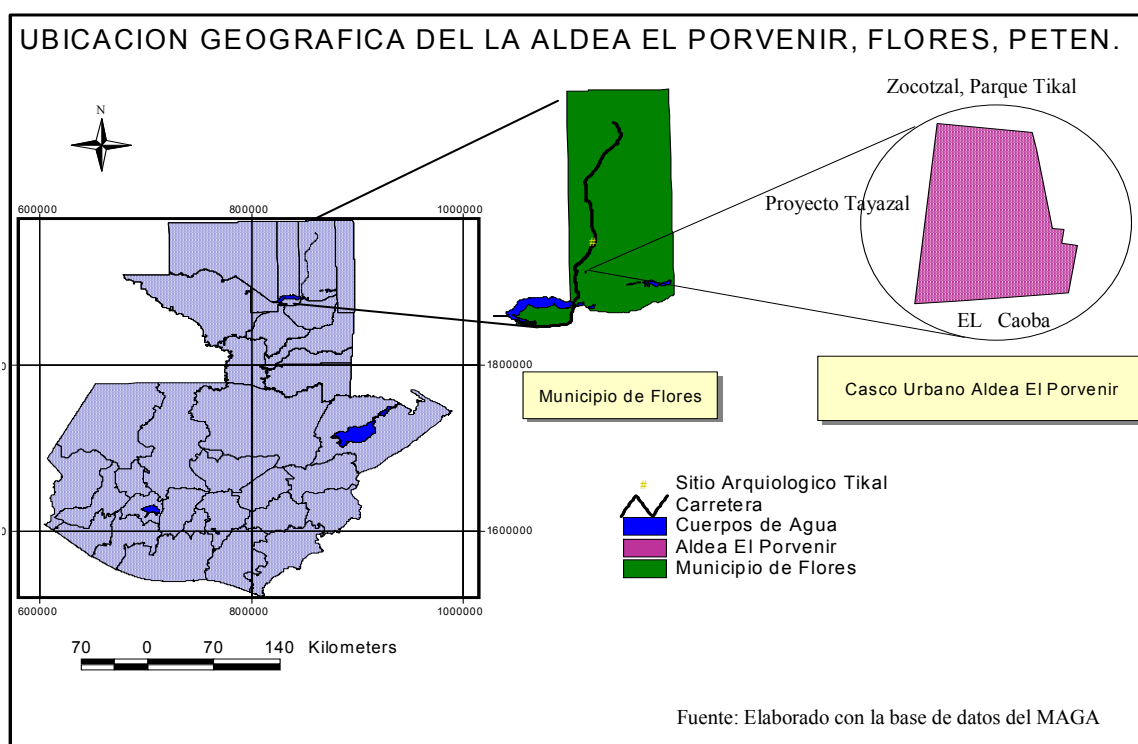 UBICACION GEOGRAFICA DEL LA ALDEA EL PORVENIR, FLORES, PETEN.
N
Zocotzal, Parque Tikal
Proyecto Tayazal
EL Caoba
600000 800000 1000000
#
1800000
1600000
600000 800000 1000000
Municipio de Flores
Casco Urbano Aldea El Porvenir
# Sitio Arquiologico Tikal
Carretera
Cuerpos de Agua
Aldea El Porvenir
Municipio de Flores
70 0 70 140 Kilometers
Fuente: Elaborado con la base de datos del MAGA